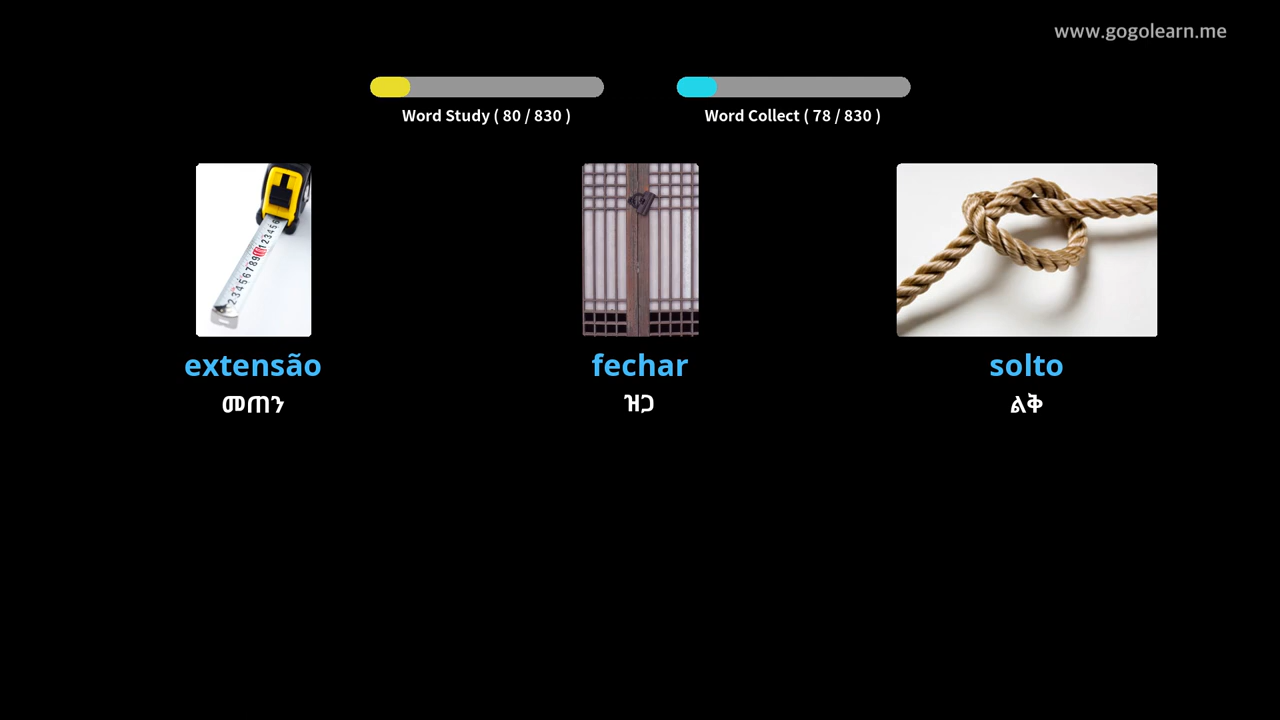 www.gogolearn.me
Word Study ( 80 / 830 )
Word Collect ( 78 / 830 )
extensão
መጠን
fechar
ዝጋ
solto
ልቅ